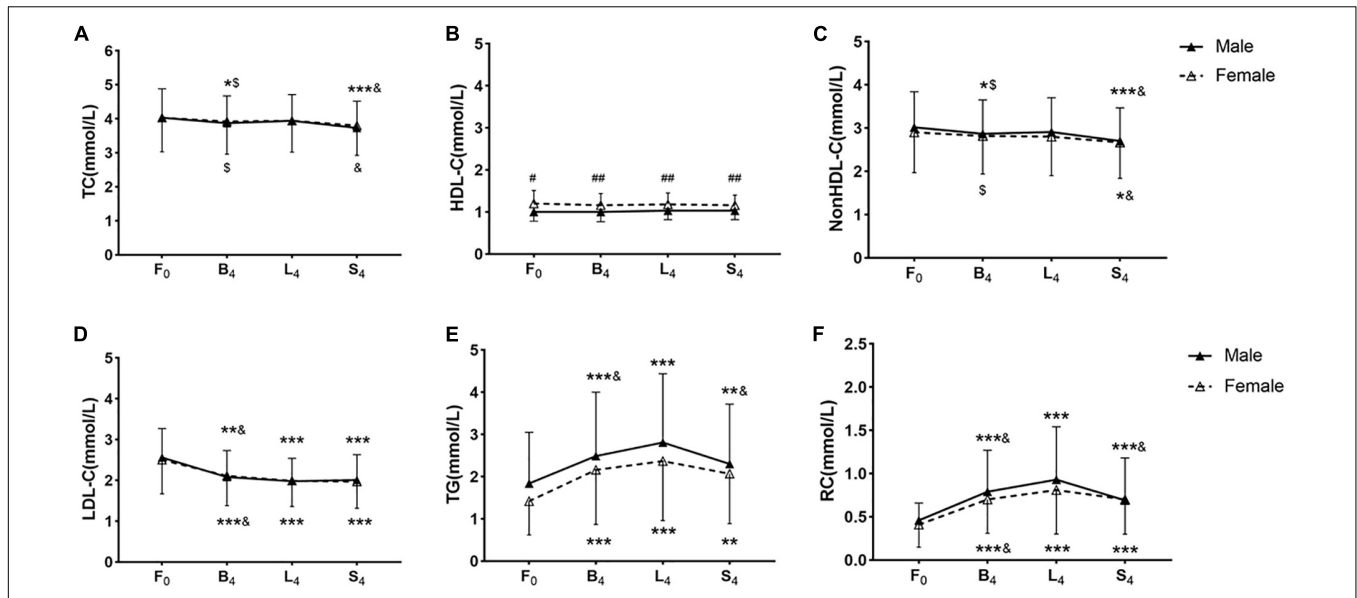 A
TC(mmol/L)
6
5
4
3
2
1
0
*$
***&
$
&
F₀ B₄ L₄ S₄
B
HDL-C(mmol/L)
5
4
3
2
1
0
# ## ## ##
F₀ B₄ L₄ S₄
C
NonHDL-C(mmol/L)
5
4
3
2
1
0
*$
***&
$
*&
F₀ B₄ L₄ S₄
Male
Female
D
LDL-C(mmol/L)
5
4
3
2
1
0
**& *** ***
***& *** ***
F₀ B₄ L₄ S₄
E
TG(mmol/L)
5
4
3
2
1
0
***& *** **&
*** *** **
F₀ B₄ L₄ S₄
F
RC(mmol/L)
2.5
2.0
1.5
1.0
0.5
0.0
***& *** ***&
***& *** ***
F₀ B₄ L₄ S₄
Male
Female